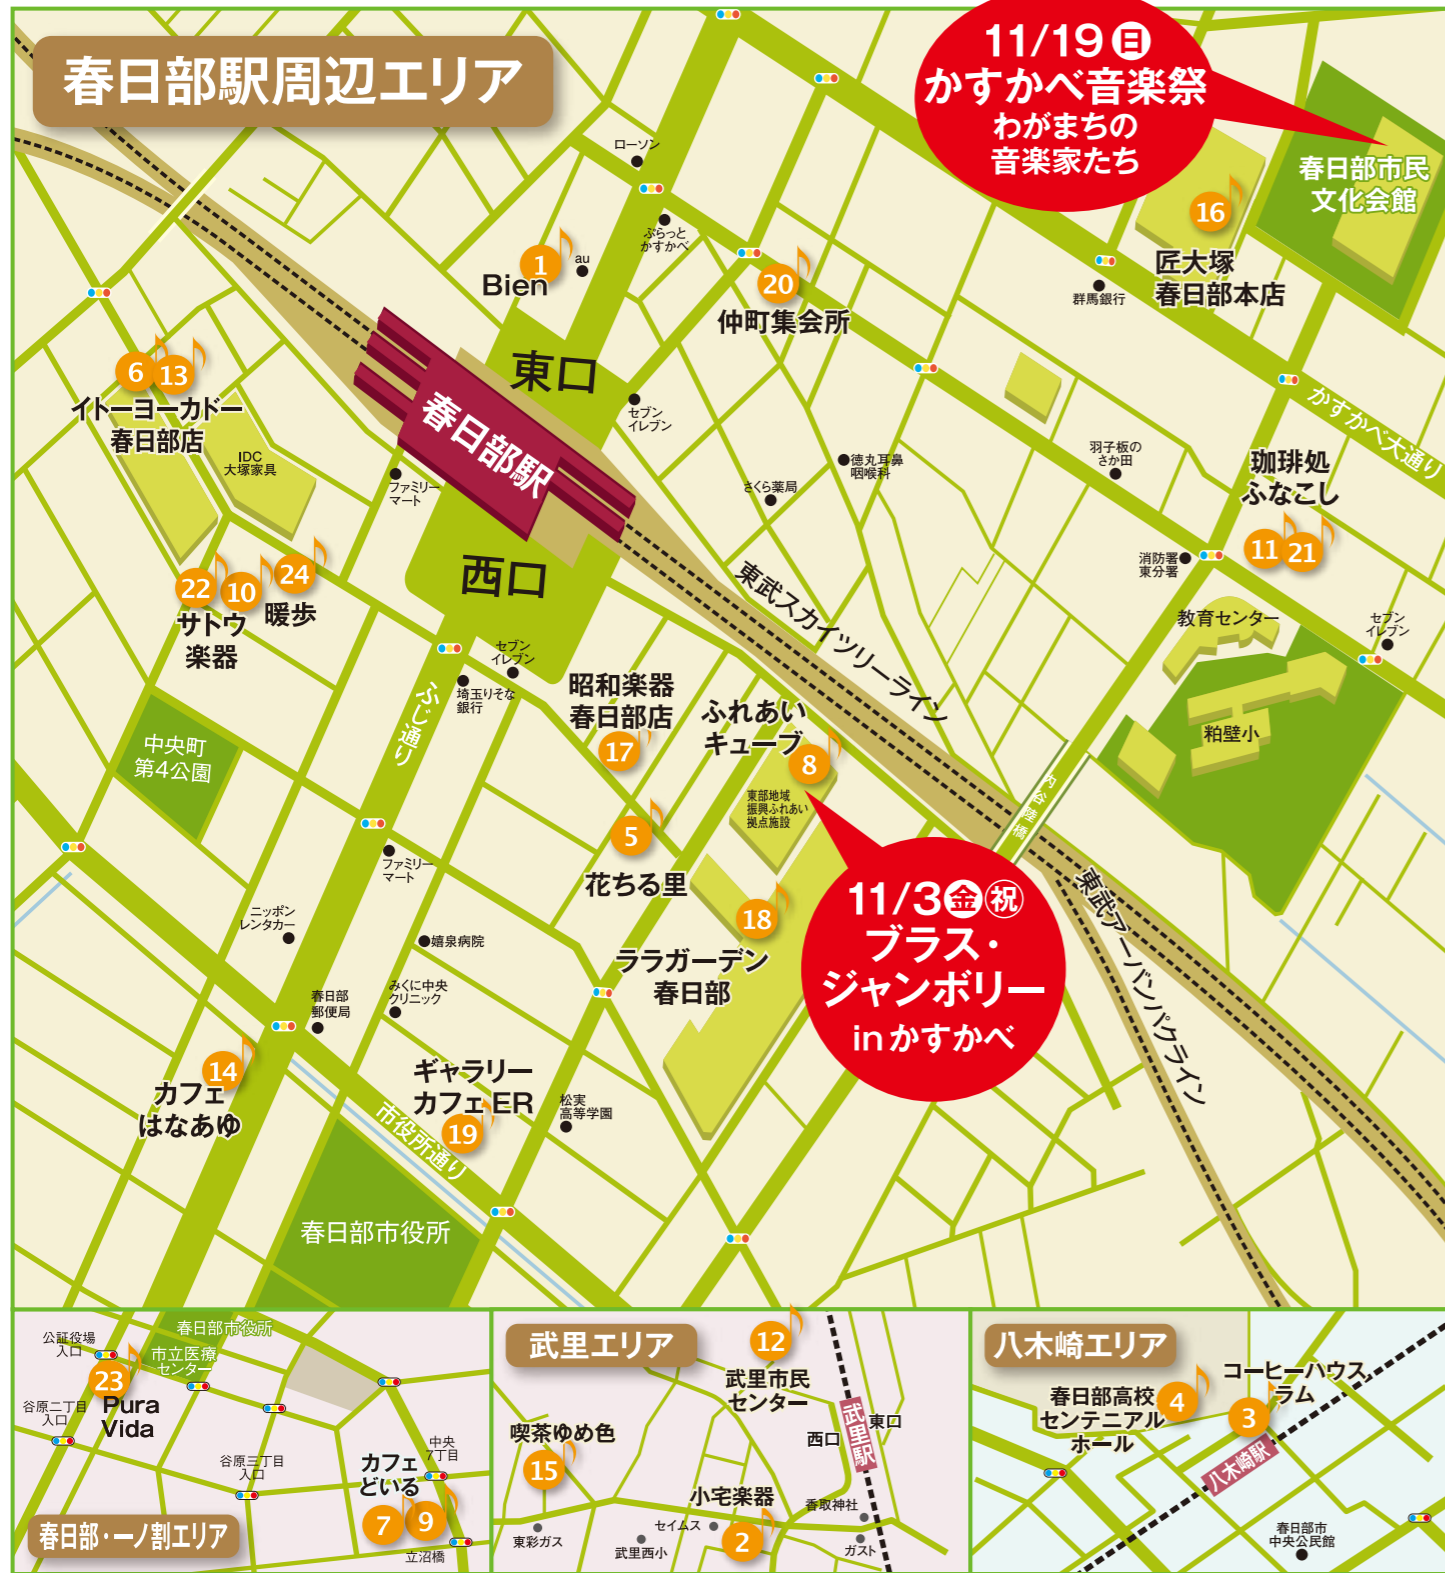 春日部駅周辺エリア
11/19 日
かすかべ音楽祭
わがまちの
音楽家たち
春日部市民
文化会館
16
匠大塚
春日部本店
群馬銀行
ローソン
ぷらっと
かすかべ
1
Bien
au
20
仲町集会所
かすかべ大通り
東口
春日部駅
西口
セブン
イレブン
6
13
イトーヨーカドー
春日部店
IDC
大塚家具
ファミリー
マート
徳丸耳鼻
咽喉科
さくら薬局
羽子板の
さか田
珈琲処
ふなこし
11
21
消防署
東分署
教育センター
セブン
イレブン
粕壁小
22
10
24
サトウ
楽器
暖歩
東武スカイツリーライン
セブン
イレブン
埼玉りそな
銀行
ふじ通り
昭和楽器
春日部店
17
ふれあい
キューブ
8
東部地域
振興ふれあい
拠点施設
内谷陸橋
中央町
第4公園
5
花ちる里
ファミリー
マート
11/3 金 祝
ブラス・
ジャンボリー
in かすかべ
18
ララガーデン
春日部
東武アーバンパークライン
ニッポン
レンタカー
嬉泉病院
春日部
郵便局
みくに中央
クリニック
14
カフェ
はなあゆ
ギャラリー
カフェ ER
19
松実
高等学園
市役所通り
春日部市役所
公証役場
入口
春日部市役所
市立医療
センター
23
Pura
Vida
谷原二丁目
入口
谷原三丁目
入口
カフェ
どいる
中央
7丁目
7
9
立沼橋
春日部・一ノ割エリア
武里エリア
12
武里市民
センター
武里駅
東口
西口
喫茶ゆめ色
15
小宅楽器
2
セイムス
香取神社
東彩ガス
武里西小
ガスト
八木崎エリア
コーヒーハウス
ラム
3
春日部高校
センテニアル
ホール
4
八木崎駅
春日部市
中央公民館